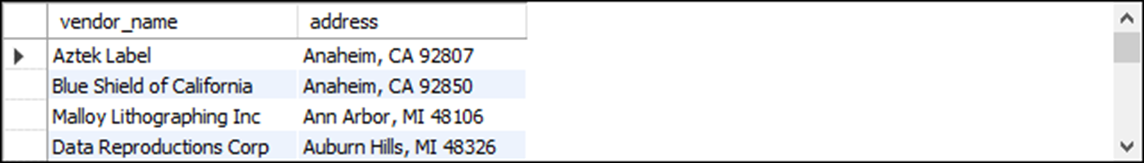 vendor_name address
Aztek Label Anaheim, CA 92807
Blue Shield of California Anaheim, CA 92850
Malloy Lithographing Inc Ann Arbor, MI 48106
Data Reproductions Corp Auburn Hills, MI 48326